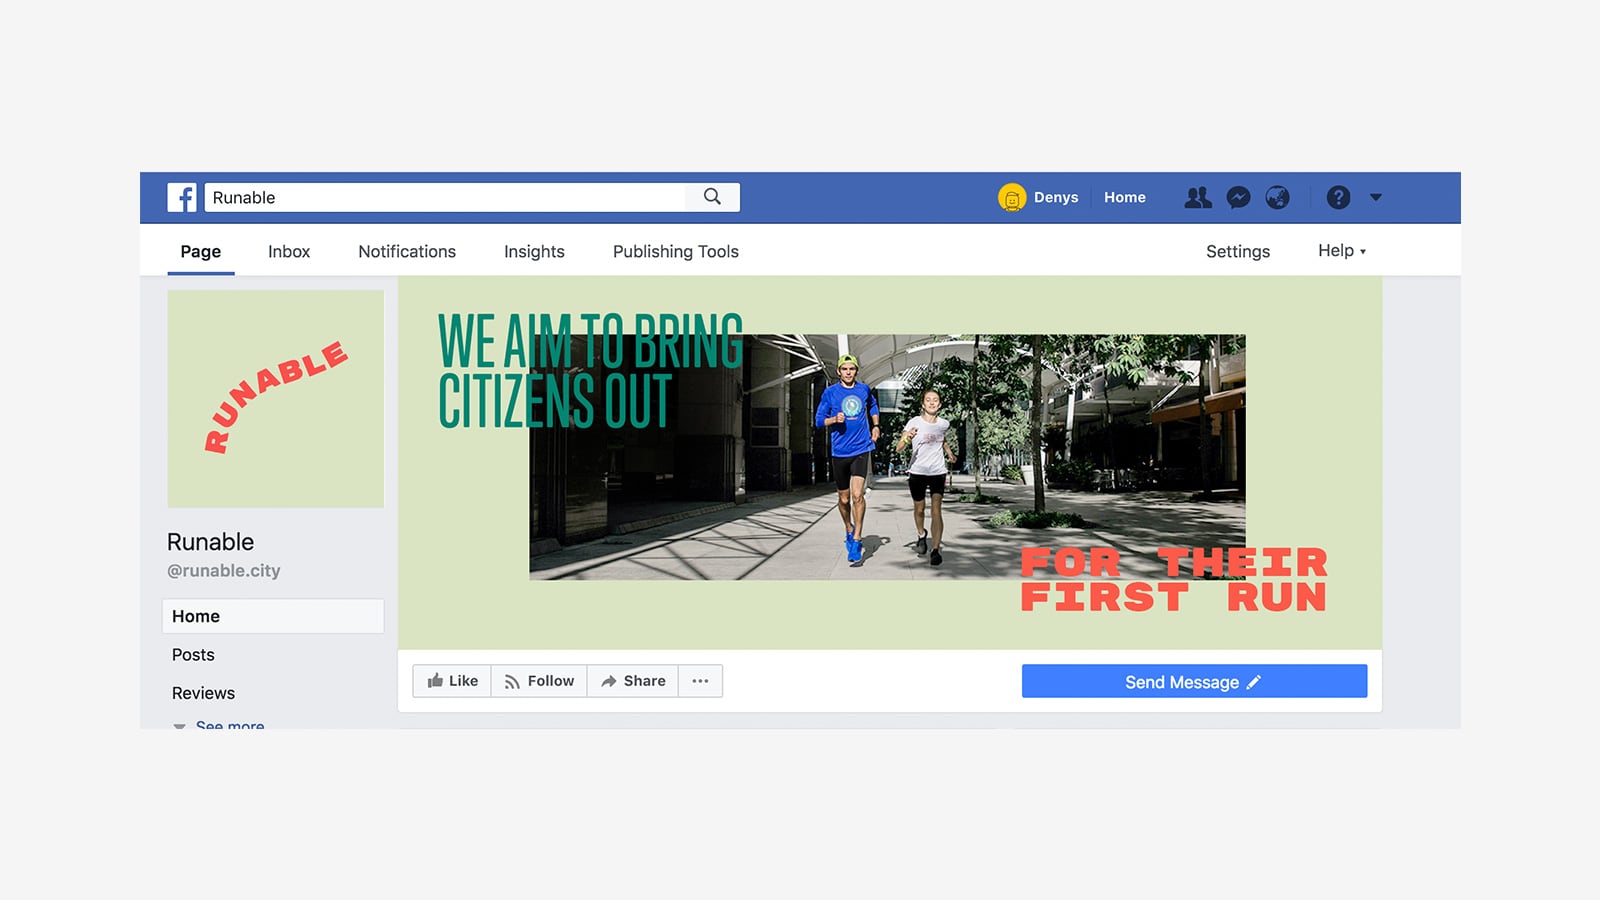 Runable
Denys
Home
Page
Inbox
Notifications
Insights
Publishing Tools
Settings
Help
RUNABLE
WE AIM TO BRING
CITIZENS OUT
FOR THEIR
FIRST RUN
Runable
@runable.city
Home
Posts
Reviews
See more
Like
Follow
Share
Send Message